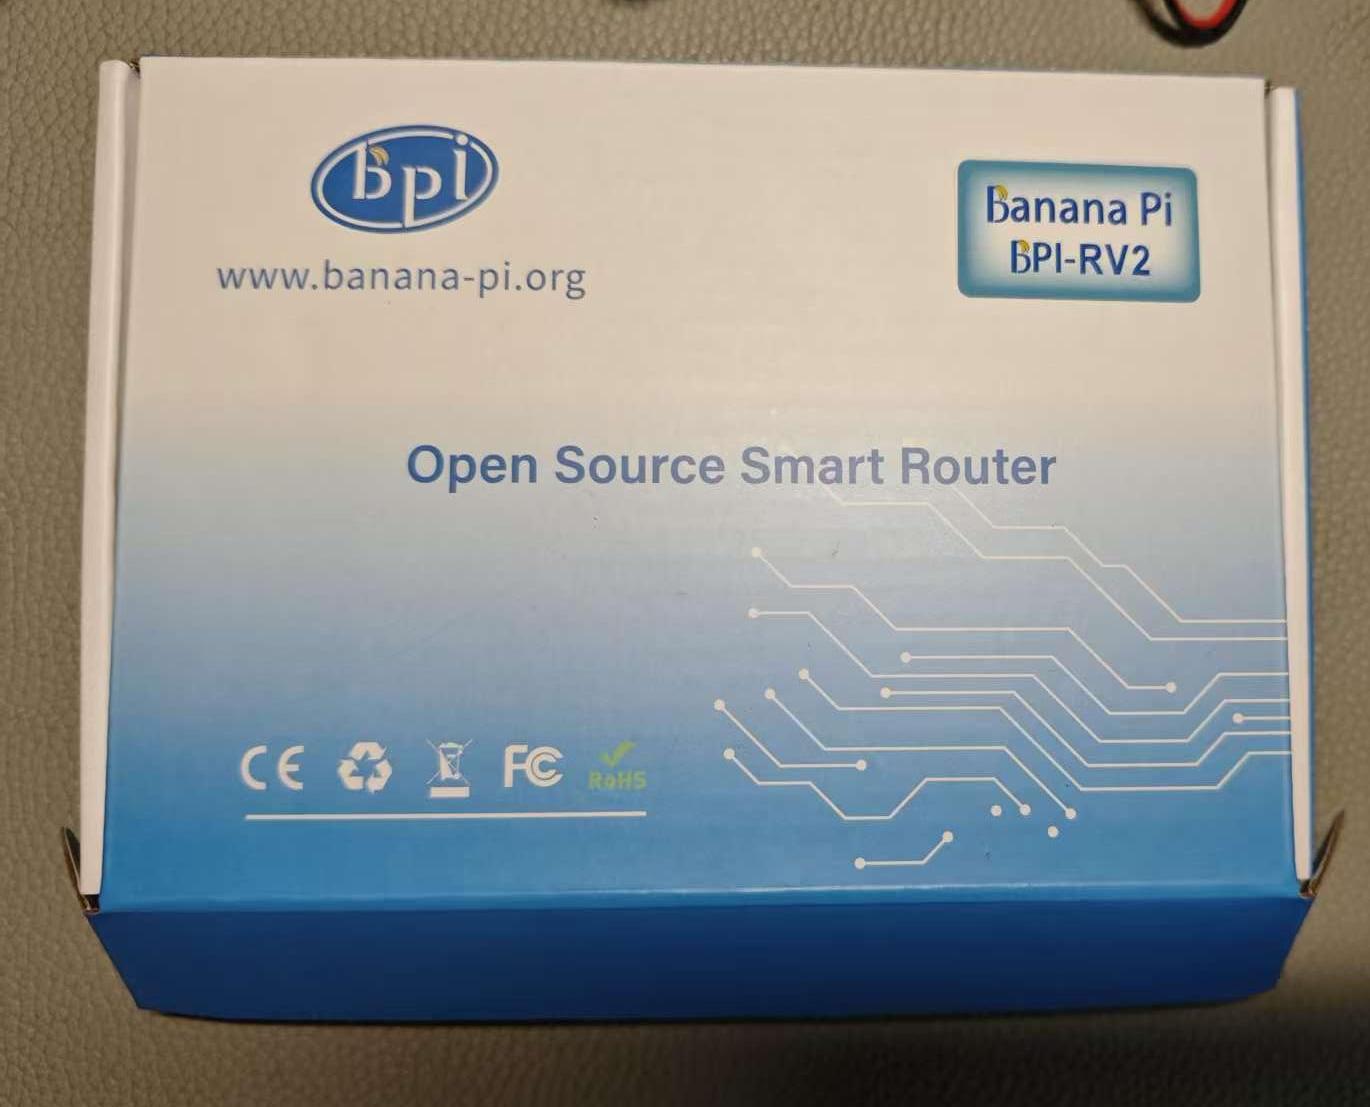 Bpi
www.banana-pi.org
Banana Pi
BPI-RV2
Open Source Smart Router
CE
FC
RoHS